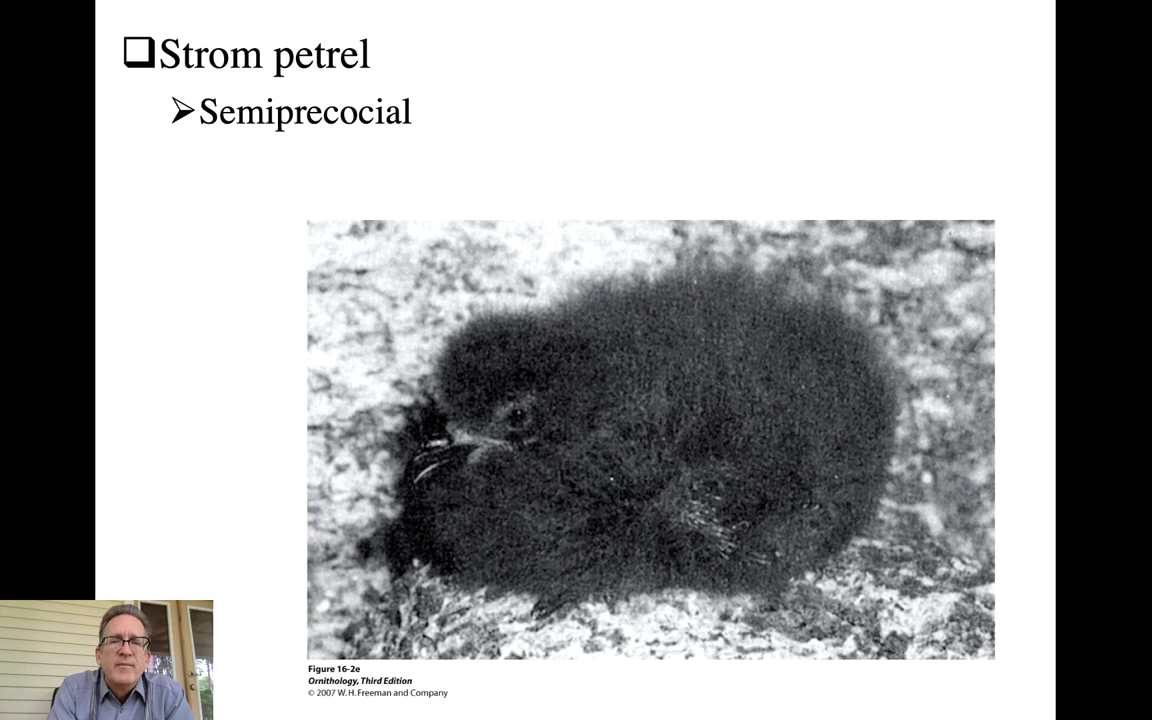 Strom petrel
Semiprecocial
Figure 16-2e
Ornithology, Third Edition
© 2007 W.H.Freeman and Company